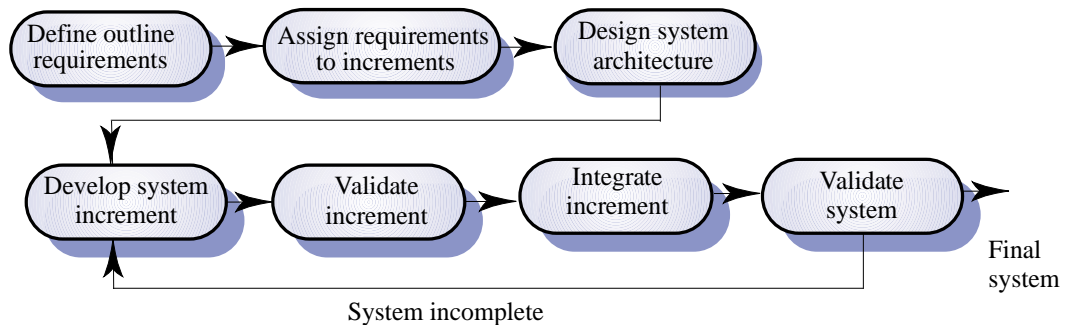 Define outline
requirements
Assign requirements
to increments
Design system
architecture
Develop system
increment
Validate
increment
Integrate
increment
Validate
system
Final
system
System incomplete